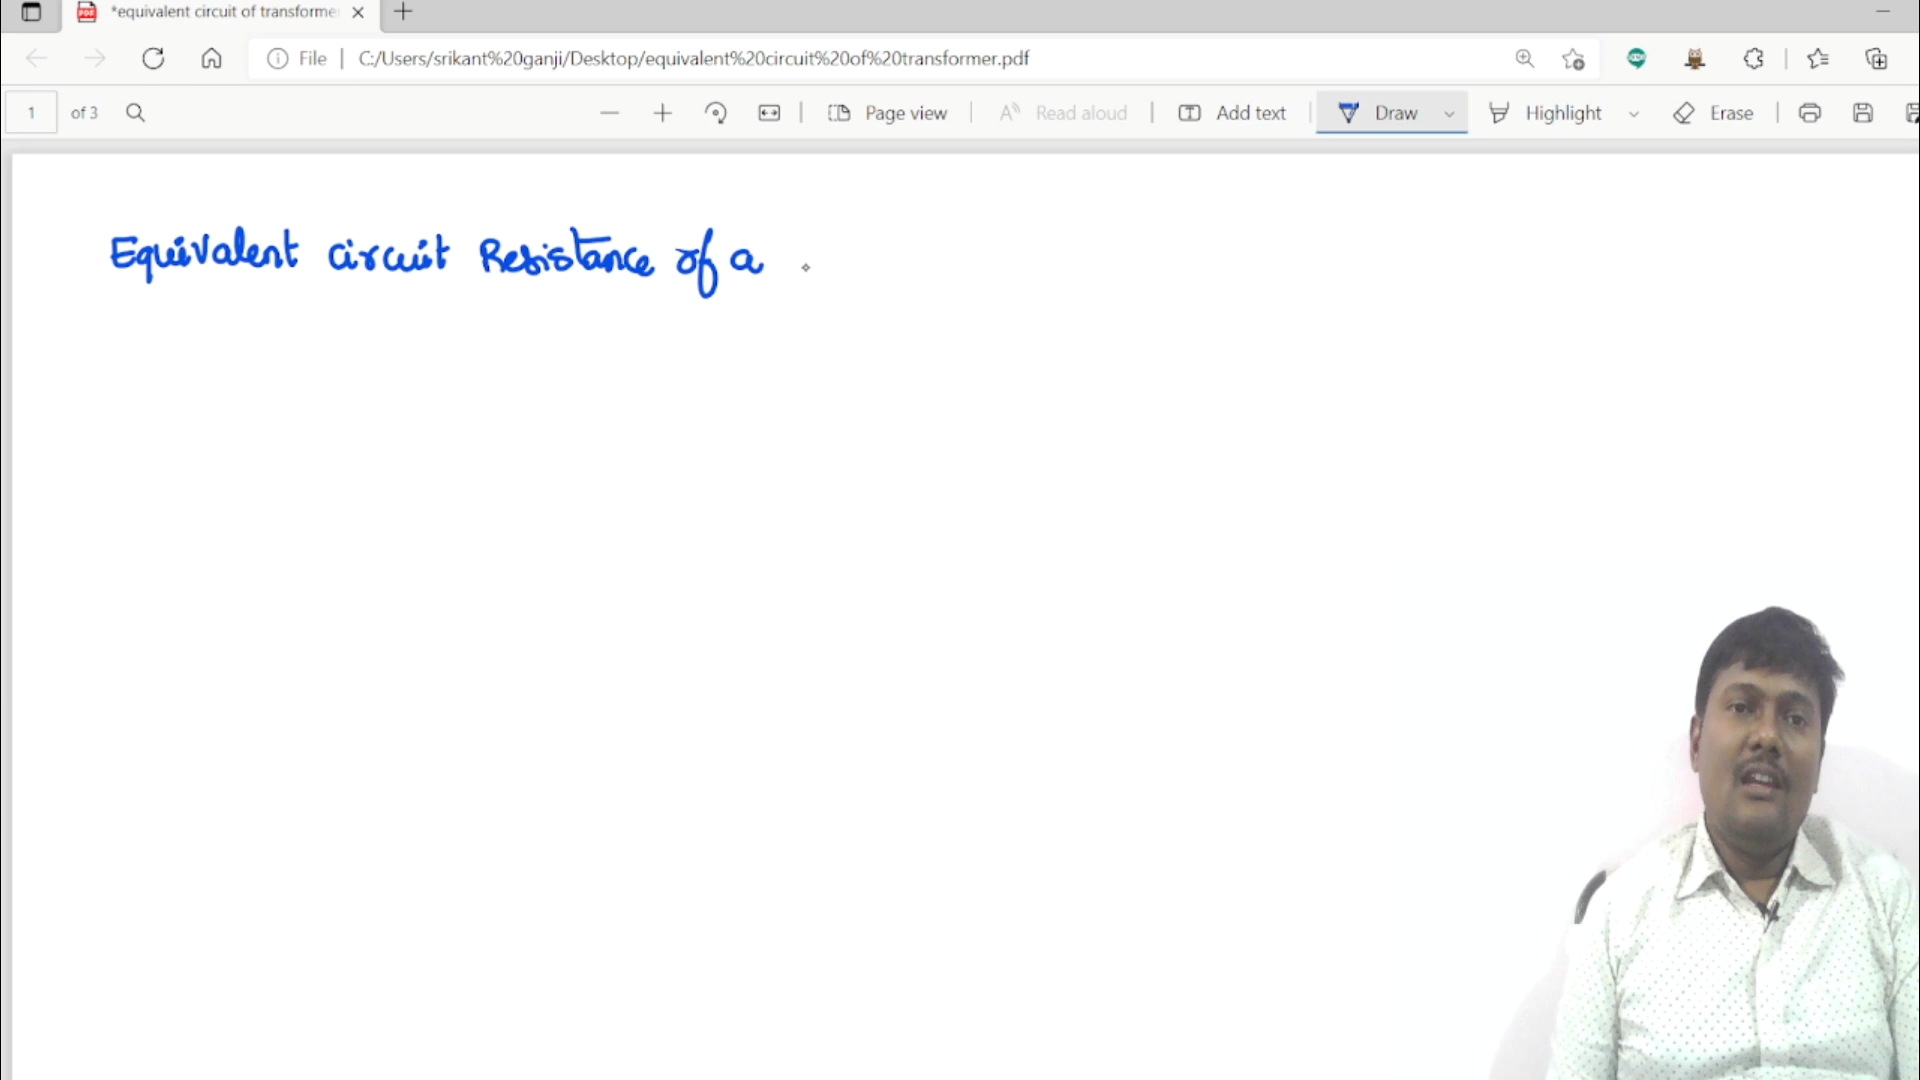 *equivalent circuit of transforme
File | C:/Users/srikant%20ganji/Desktop/equivalent%20circuit%20of%20transformer.pdf
1 of 3 Page view Read aloud Add text Draw Highlight Erase
Equivalent circuit Resistance of a